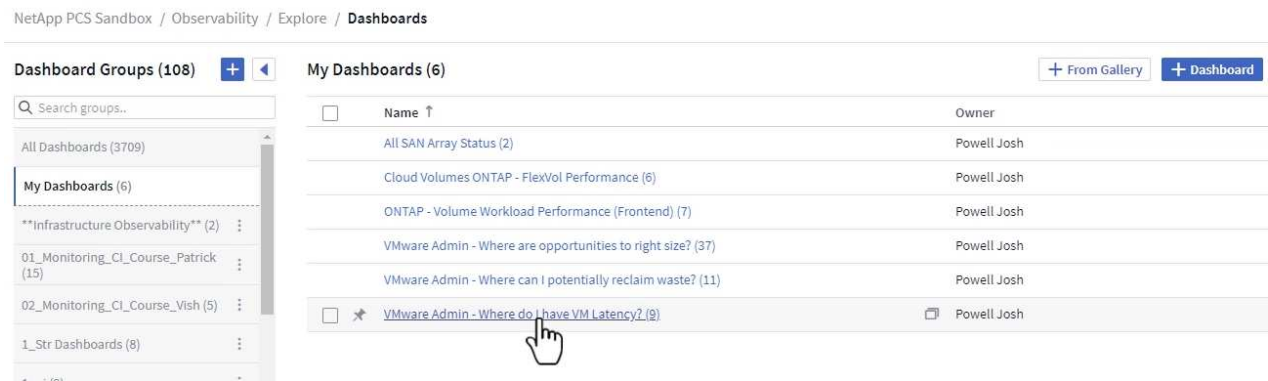 NetApp PCS Sandbox / Observability / Explore / Dashboards
Dashboard Groups (108)
Search groups..
All Dashboards (3709)
My Dashboards (6)
**Infrastructure Observability** (2)
01_Monitoring_CI_Course_Patrick
(15)
02_Monitoring_CI_Course_Vish (5)
1_Str Dashboards (8)
My Dashboards (6)
+ From Gallery
+ Dashboard
Name ↑
Owner
All SAN Array Status (2)
Powell Josh
Cloud Volumes ONTAP - FlexVol Performance (6)
Powell Josh
ONTAP - Volume Workload Performance (Frontend) (7)
Powell Josh
VMware Admin - Where are opportunities to right size? (37)
Powell Josh
VMware Admin - Where can I potentially reclaim waste? (11)
Powell Josh
VMware Admin - Where do I have VM Latency? (9)
Powell Josh